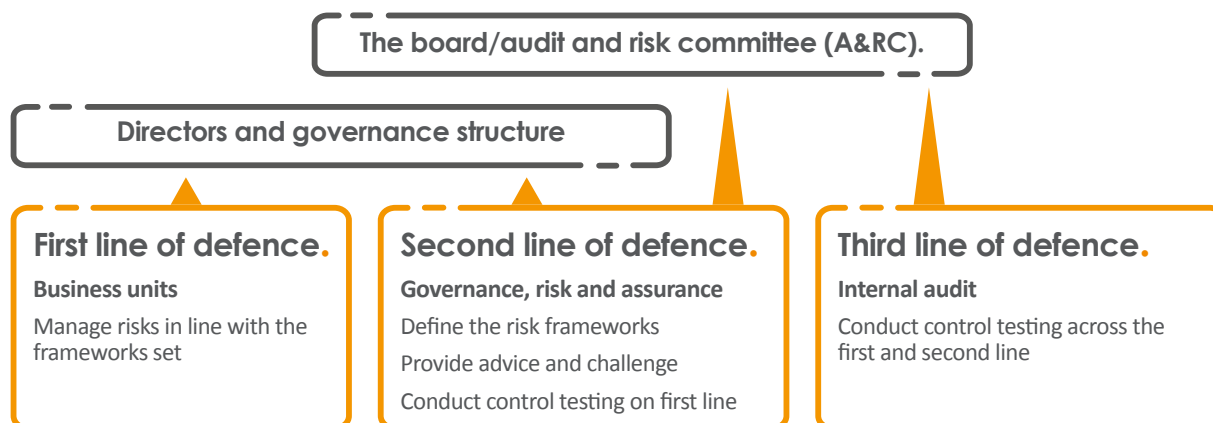 The board/audit and risk committee (A&RC).
Directors and governance structure
First line of defence.
Business units
Manage risks in line with the
frameworks set
Second line of defence.
Governance, risk and assurance
Define the risk frameworks
Provide advice and challenge
Conduct control testing on first line
Third line of defence.
Internal audit
Conduct control testing across the
first and second line